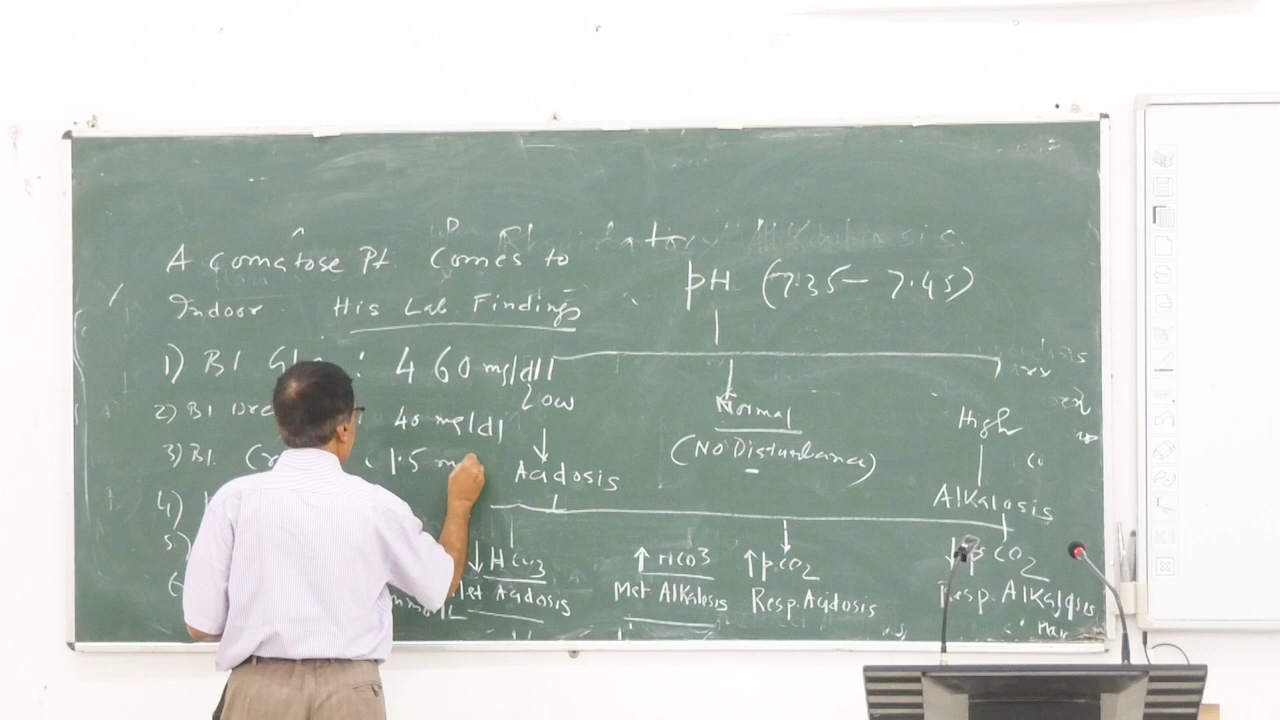 A comatose Pt. Comes to
Indoor. His Lab Findings
1) Bl : 460 mg/dl
2) Bl 40 mg/dl
3) Bl. 1.5
4)
5)
pH (7.35 - 7.45)
Low
Acidosis
Normal
(No Disturbance)
High
Alkalosis
↓ HCO3
Met Acidosis
↑ HCO3
Met Alkalosis
↑ pCO2
Resp. Acidosis
↓ pCO2
Resp. Alkalosis